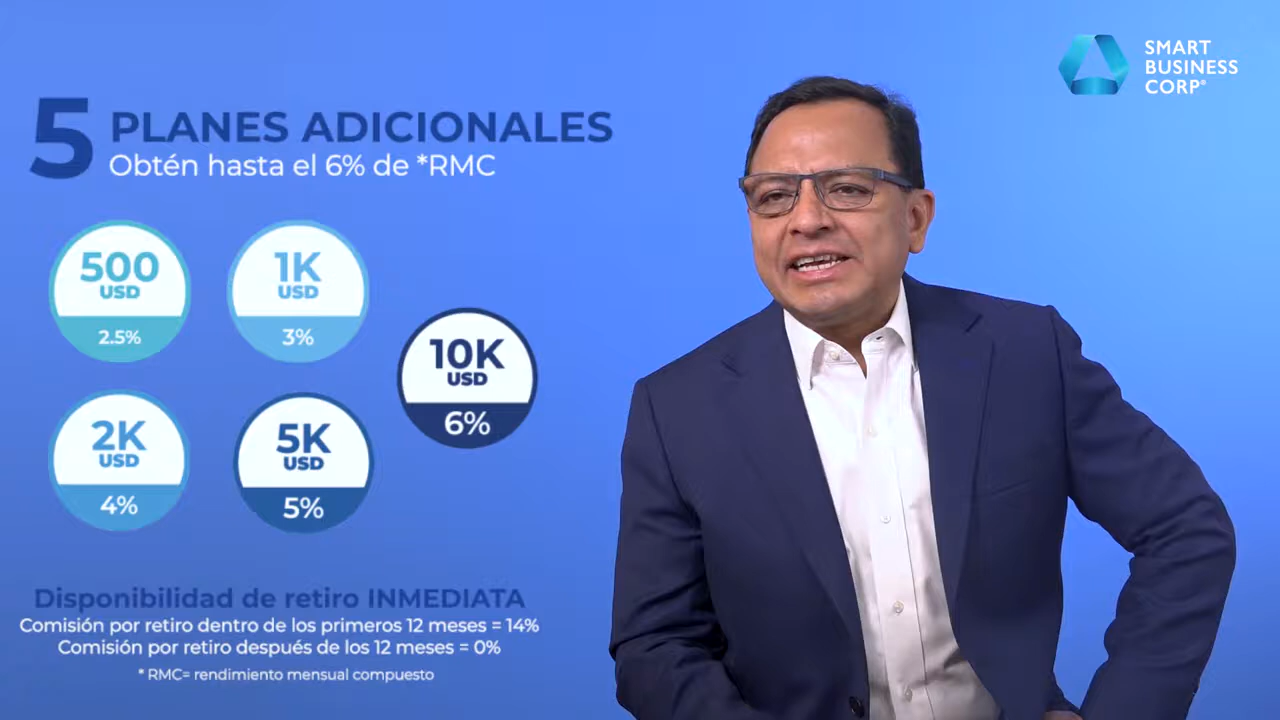 SMART
BUSINESS
CORP®
5 PLANES ADICIONALES
Obtén hasta el 6% de *RMC
500
USD
2.5%
1K
USD
3%
10K
USD
6%
2K
USD
4%
5K
USD
5%
Disponibilidad de retiro INMEDIATA
Comisión por retiro dentro de los primeros 12 meses = 14%
Comisión por retiro después de los 12 meses = 0%
* RMC= rendimiento mensual compuesto